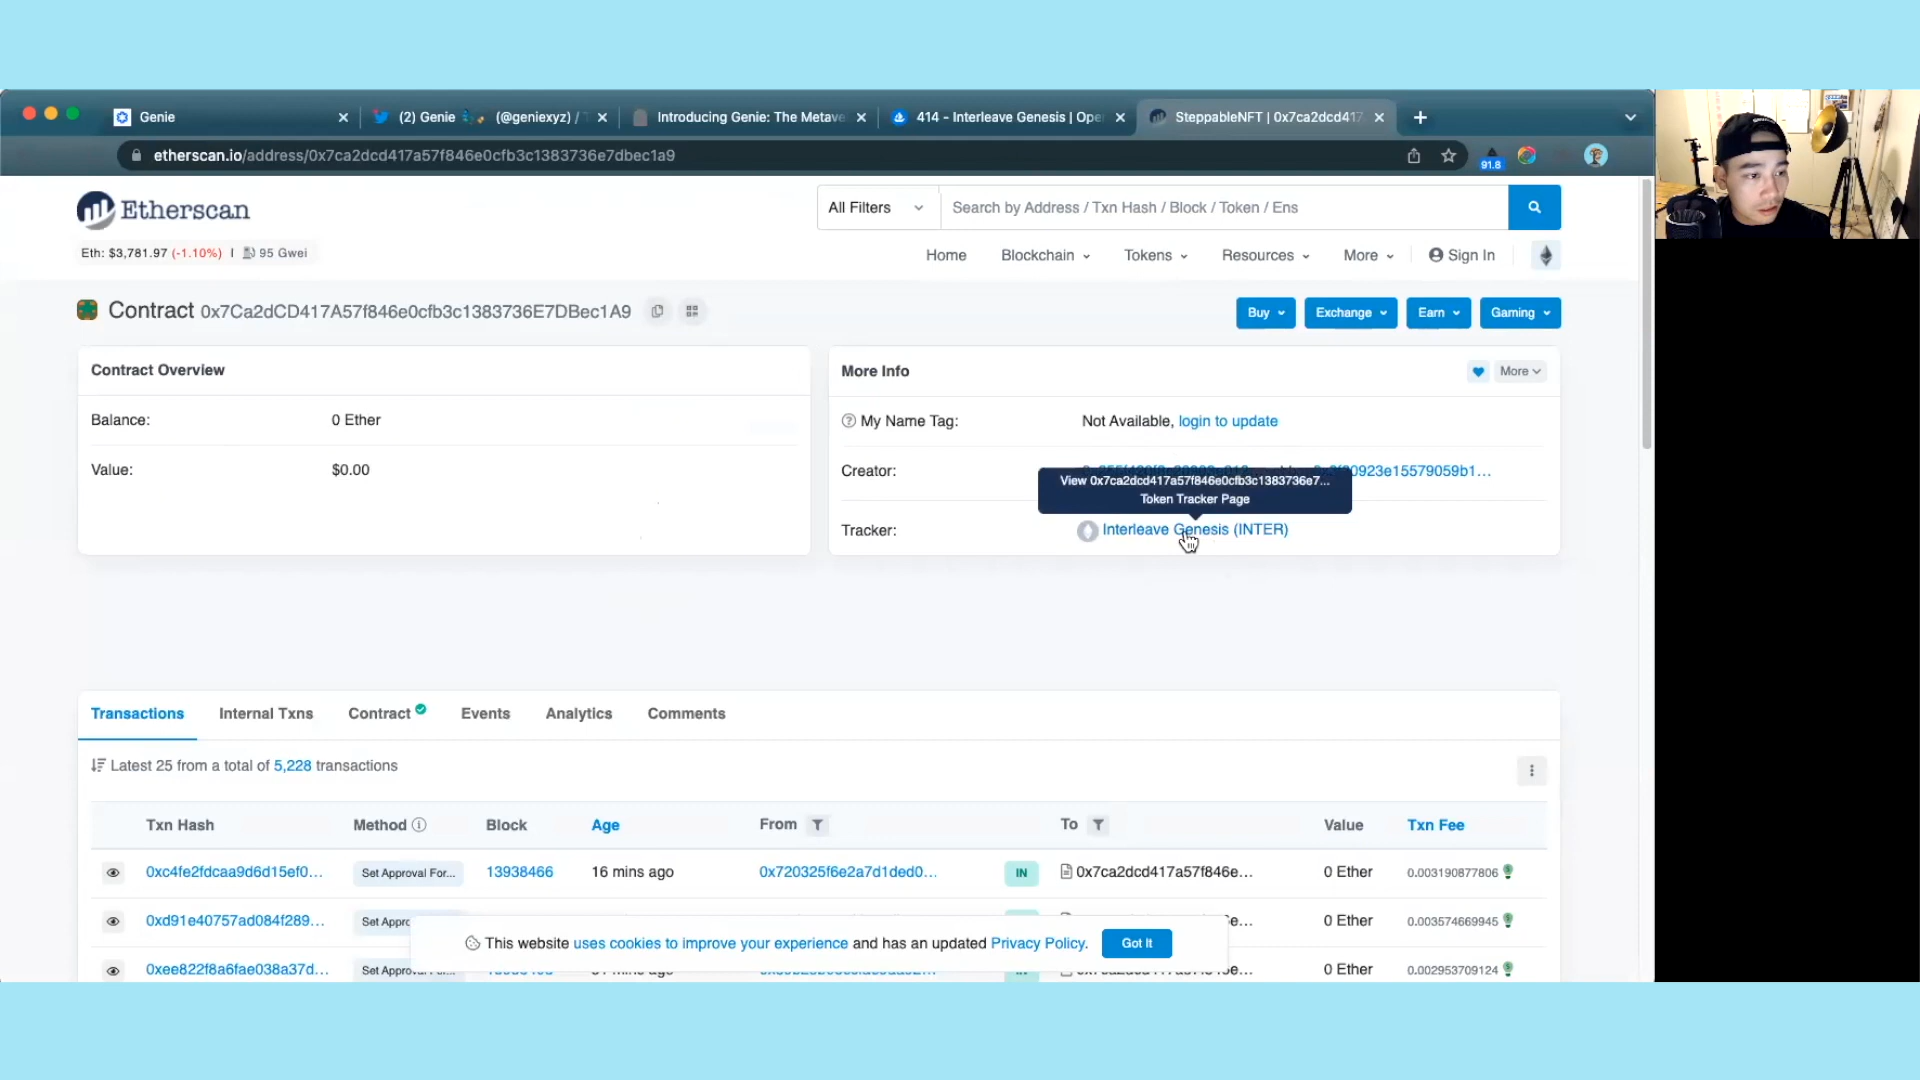 Genie
(2) Genie (@geniexyz) / T
Introducing Genie: The Metave
414 - Interleave Genesis | Ope
SteppableNFT | 0x7ca2dcd417
etherscan.io/address/0x7ca2dcd417a57f846e0cfb3c1383736e7dbec1a9
91.8
Etherscan
All Filters
Search by Address / Txn Hash / Block / Token / Ens
Eth: $3,781.97 (-1.10%) | 95 Gwei
Home
Blockchain
Tokens
Resources
More
Sign In
Contract 0x7Ca2dCD417A57f846e0cfb3c1383736E7DBec1A9
Buy
Exchange
Earn
Gaming
Contract Overview
Balance: 0 Ether
Value: $0.00
More Info
More
My Name Tag: Not Available, login to update
Creator:
View 0x7ca2dcd417a57f846e0cfb3c1383736e7...
Token Tracker Page
Tracker: Interleave Genesis (INTER)
Transactions
Internal Txns
Contract
Events
Analytics
Comments
Latest 25 from a total of 5,228 transactions
Txn Hash Method Block Age From To Value Txn Fee
0xc4fe2fdcaa9d6d15ef0... Set Approval For... 13938466 16 mins ago 0x720325f6e2a7d1ded0... IN 0x7ca2dcd417a57f846e... 0 Ether 0.003190877806
0xd91e40757ad084f289... Set Appro 0 Ether 0.003574669945
This website uses cookies to improve your experience and has an updated Privacy Policy. Got It
0xee822f8a6fae038a37d... 0 Ether 0.002953709124